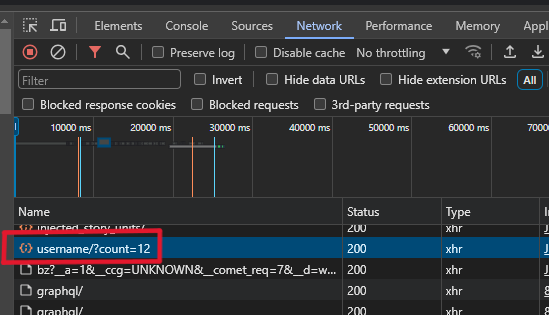 Elements Console Sources Network Performance Memory Appl
Preserve log Disable cache No throttling
Filter Invert Hide data URLs Hide extension URLs All
Blocked response cookies Blocked requests 3rd-party requests
10000 ms 20000 ms 30000 ms 40000 ms 50000 ms 60000 ms 70000
Name Status Type In
injected_story_units/ 200 xhr J
username/?count=12 200 xhr J
bz?__a=1&__ccg=UNKNOWN&__comet_req=7&__d=w... 200 xhr J
graphql/ 200 xhr 8
graphql/ 200 xhr 8